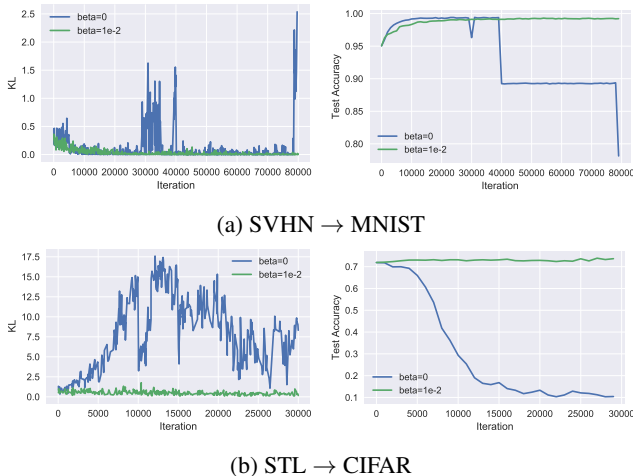 2.5
2.0
1.5
1.0
0.5
0.0
KL
beta=0
beta=1e-2
0 10000 20000 30000 40000 50000 60000 70000 80000
Iteration
1.00
0.95
0.90
0.85
0.80
Test Accuracy
beta=0
beta=1e-2
0 10000 20000 30000 40000 50000 60000 70000 80000
Iteration
(a) SVHN → MNIST
17.5
15.0
12.5
10.0
7.5
5.0
2.5
0.0
KL
beta=0
beta=1e-2
0 5000 10000 15000 20000 25000 30000
Iteration
0.7
0.6
0.5
0.4
0.3
0.2
0.1
Test Accuracy
beta=0
beta=1e-2
0 5000 10000 15000 20000 25000 30000
Iteration
(b) STL → CIFAR